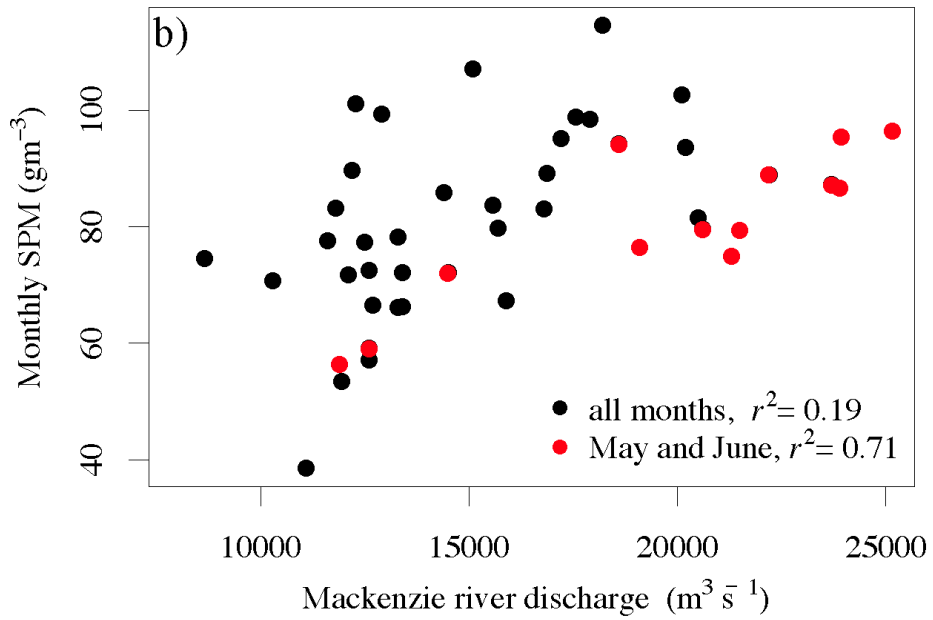 b)
Monthly SPM (gm⁻³)
100
80
60
40
all months, r²= 0.19
May and June, r²= 0.71
10000 15000 20000 25000
Mackenzie river discharge (m³ s⁻¹)